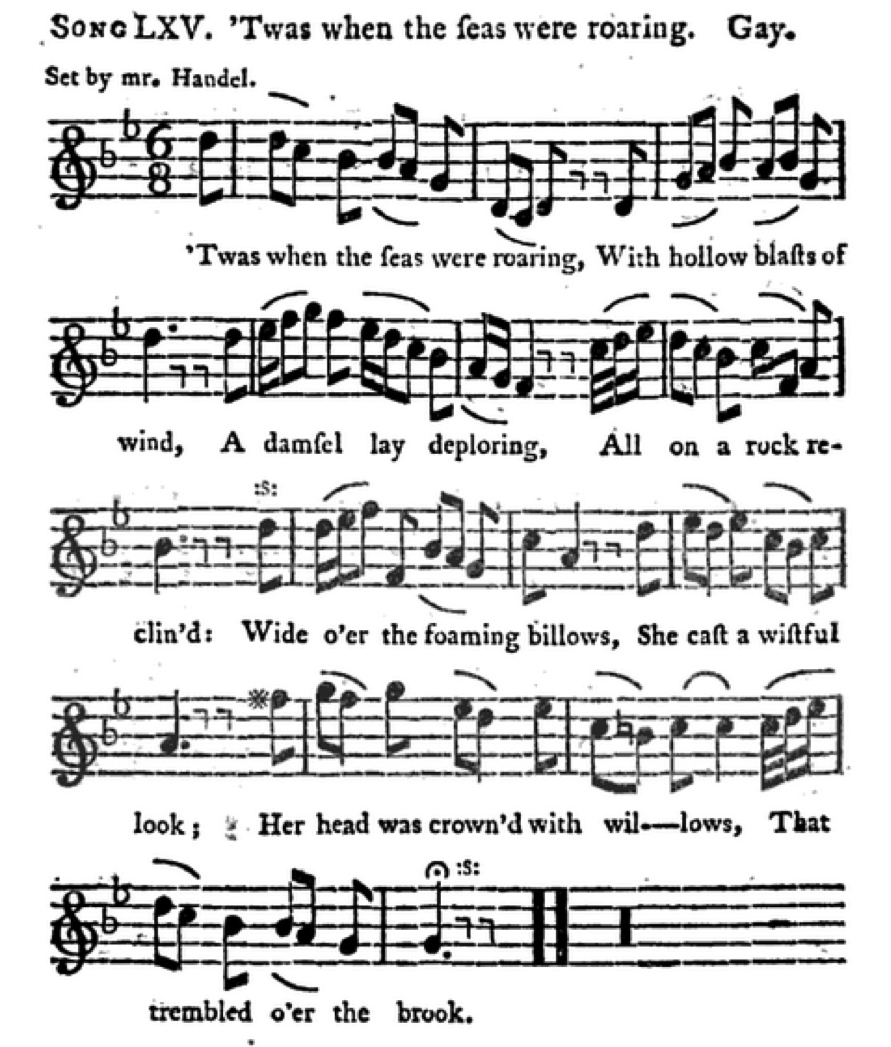 SONG LXV. 'Twas when the ſeas were roaring. Gay.
Set by mr. Handel.
6
8
'Twas when the ſeas were roaring, With hollow blaſts of
wind, A damſel lay deploring, All on a rock re-
:S:
clin'd: Wide o'er the foaming billows, She caſt a wiſtful
look; Her head was crown'd with wil-—lows, That
:S:
trembled o'er the brook.